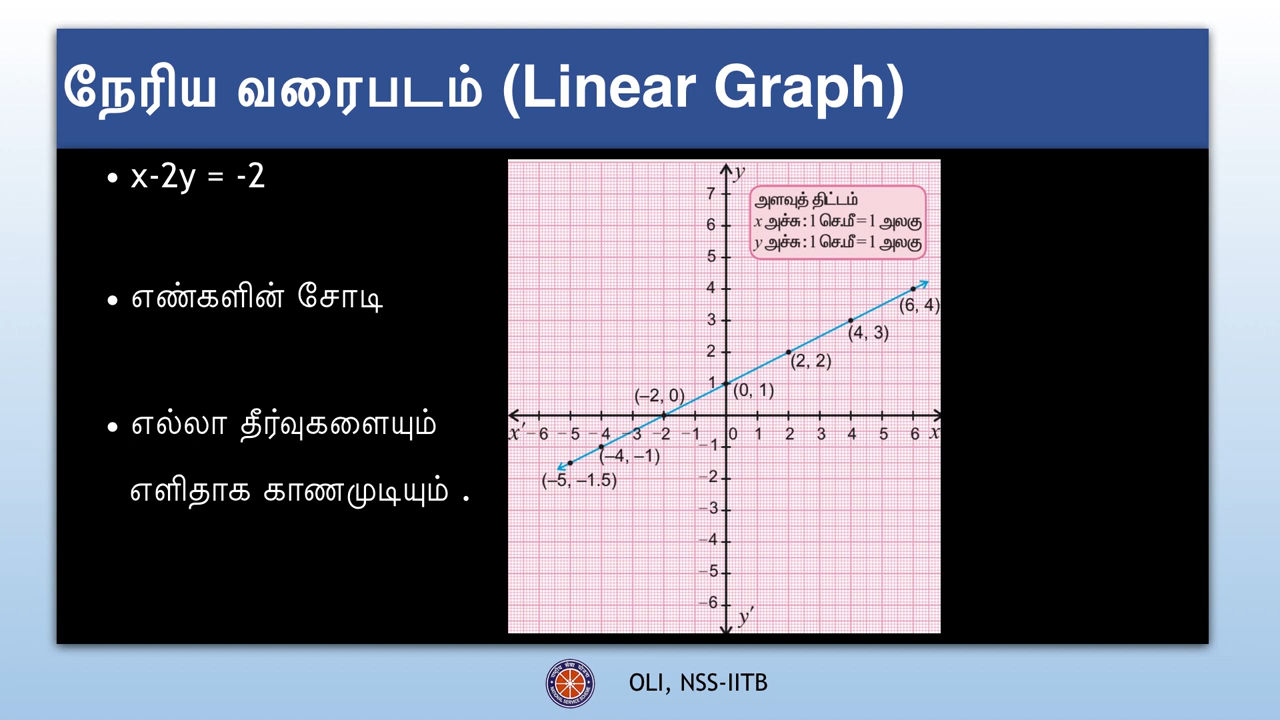 நேரிய வரைபடம் (Linear Graph)
• x-2y = -2
• எண்களின் சோடி
• எல்லா தீர்வுகளையும்
எளிதாக காணமுடியும் .
y
7
அளவுத் திட்டம்
x அச்சு : 1 செ.மீ = 1 அலகு
6
y அச்சு : 1 செ.மீ = 1 அலகு
5
4
(6, 4)
3
(4, 3)
2
(2, 2)
1
(–2, 0)
(0, 1)
x′ –6 –5 –4 –3 –2 –1 0 1 2 3 4 5 6 x
–1
(–4, –1)
–2
(–5, –1.5)
–3
–4
–5
–6
y′
OLI, NSS-IITB